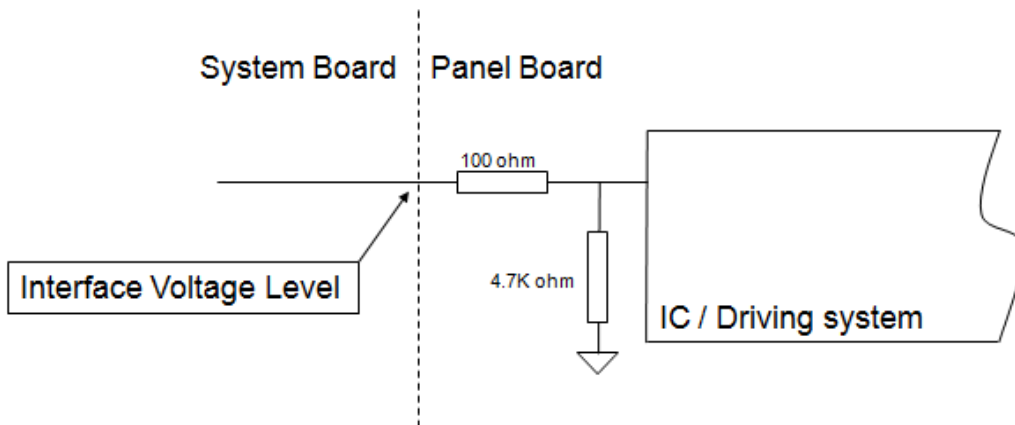 System Board
Panel Board
100 ohm
Interface Voltage Level
4.7K ohm
IC / Driving system